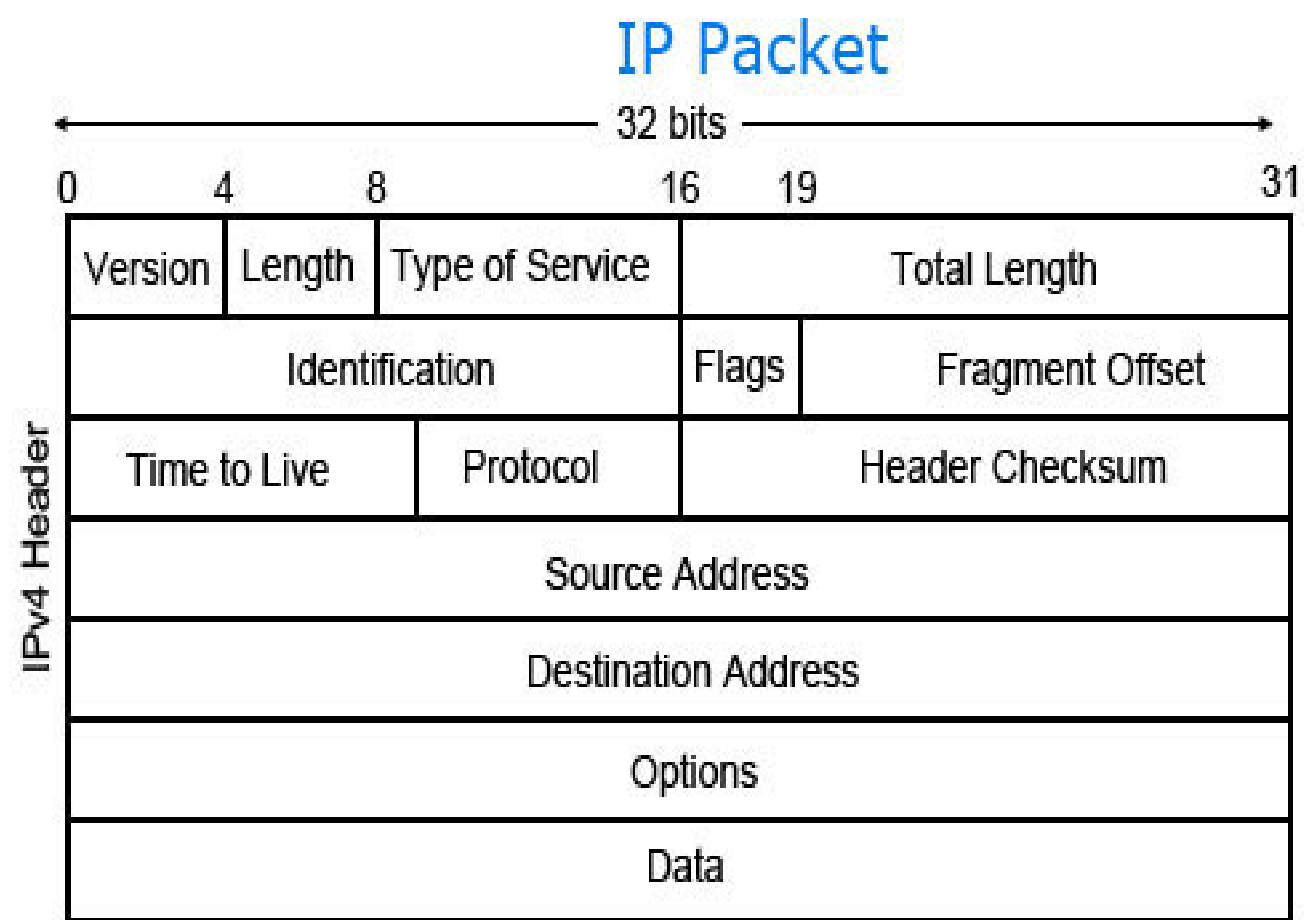 IP Packet
32 bits
0 4 8 16 19 31
Version Length Type of Service Total Length
Identification Flags Fragment Offset
Time to Live Protocol Header Checksum
IPv4 Header
Source Address
Destination Address
Options
Data